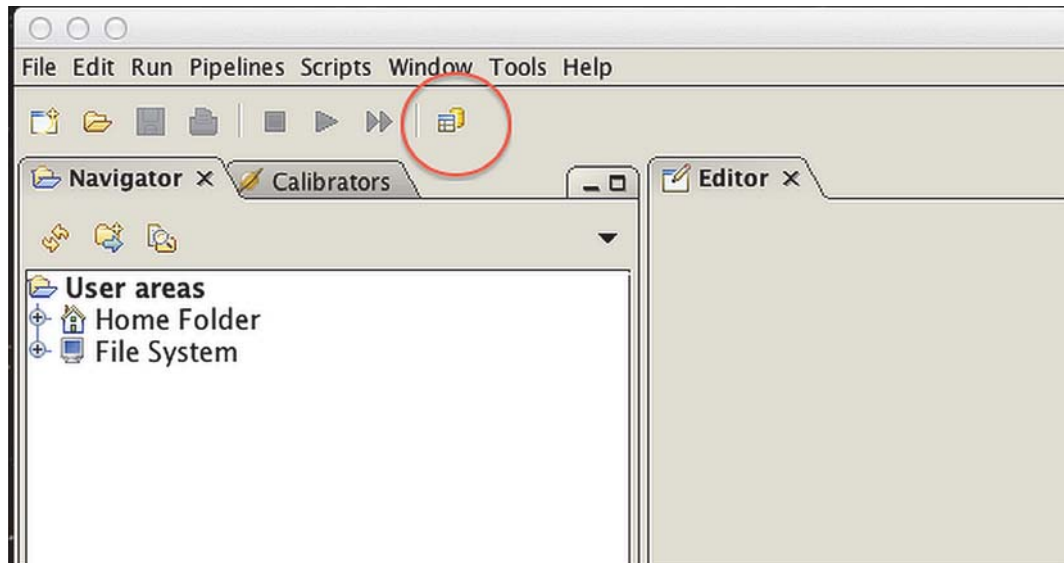 File Edit Run Pipelines Scripts Window Tools Help
Navigator Calibrators
Editor
User areas
Home Folder
File System